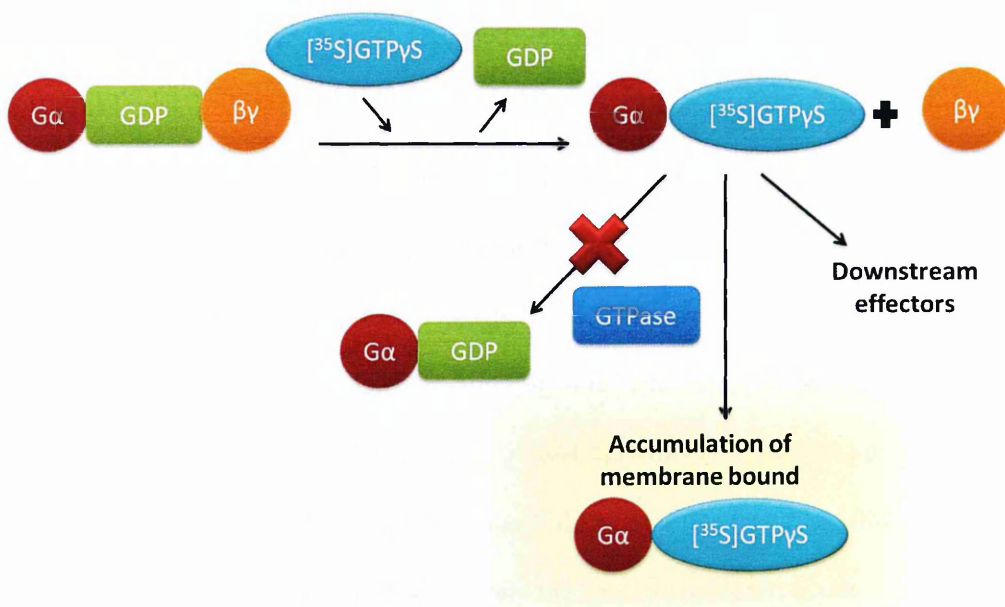 [³⁵S]GTPγS
GDP
Gα
GDP
βγ
Gα
[³⁵S]GTPγS
βγ
Downstream
effectors
GTPase
Gα
GDP
Accumulation of
membrane bound
Gα
[³⁵S]GTPγS